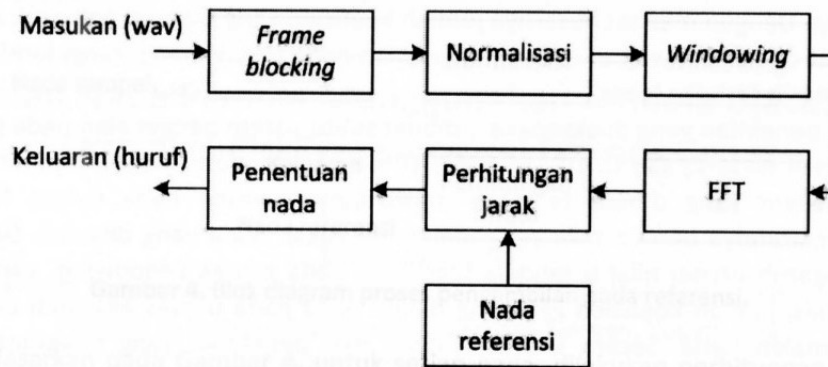 Masukan (wav)
Frame
blocking
Normalisasi
Windowing
Keluaran (huruf)
Penentuan
nada
Perhitungan
jarak
FFT
Nada
referensi